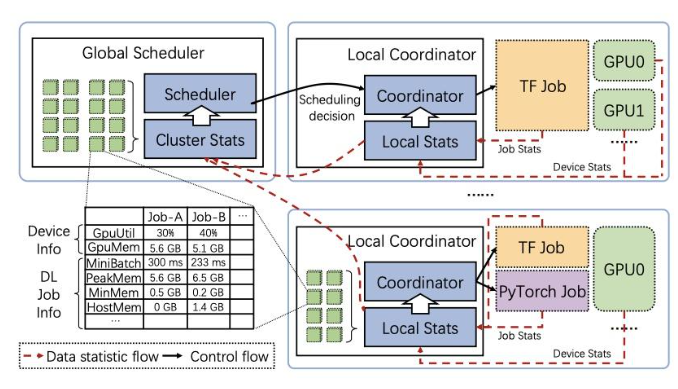 Global Scheduler
Scheduler
Cluster Stats
Scheduling
decision
Local Coordinator
Coordinator
Local Stats
TF Job
GPU0
GPU1
......
Job Stats
Device Stats
......
Device
Info
DL
Job
Info
Job-A Job-B ...
GpuUtil 30% 40%
GpuMem 5.6 GB 5.1 GB
MiniBatch 300 ms 233 ms
PeakMem 5.6 GB 6.5 GB
MinMem 0.5 GB 0.2 GB
HostMem 0 GB 1.4 GB
...
Local Coordinator
Coordinator
Local Stats
TF Job
PyTorch Job
GPU0
......
Job Stats
Device Stats
Data statistic flow Control flow